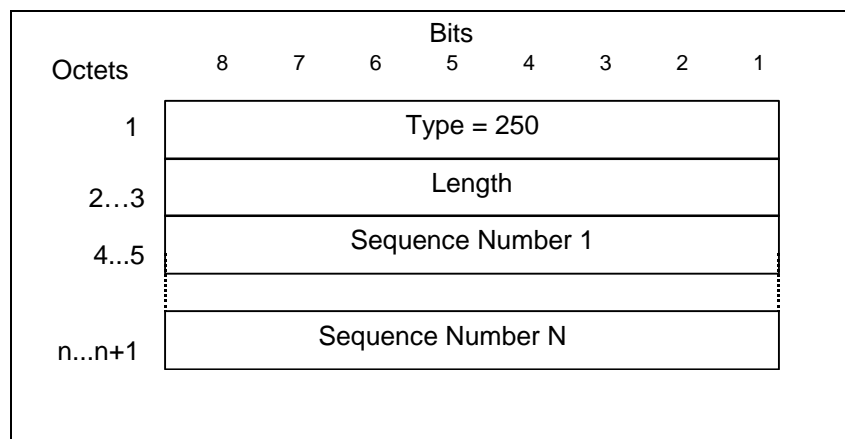 Bits
Octets 8 7 6 5 4 3 2 1
1 Type = 250
2…3 Length
4...5 Sequence Number 1
n...n+1 Sequence Number N